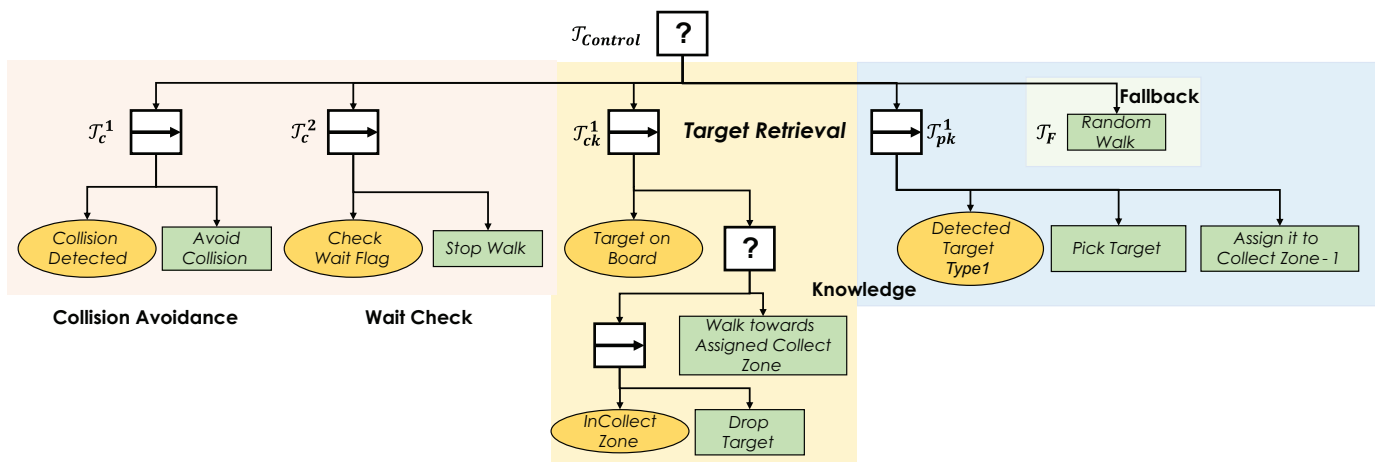 𝒯Control
?
Fallback
𝒯c1
𝒯c2
𝒯ck1
Target Retrieval
𝒯pk1
𝒯F
Random
Walk
Collision
Detected
Avoid
Collision
Check
Wait Flag
Stop Walk
Target on
Board
?
Detected
Target
Type1
Pick Target
Assign it to
Collect Zone - 1
Knowledge
Collision Avoidance
Wait Check
Walk towards
Assigned Collect
Zone
InCollect
Zone
Drop
Target